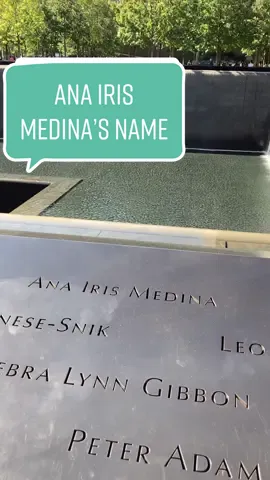 ANA IRIS
MEDINA'S NAME
ANA IRIS MEDINA
NESE-SNIK LEO
EBRA LYNN GIBBON
PETER ADAM